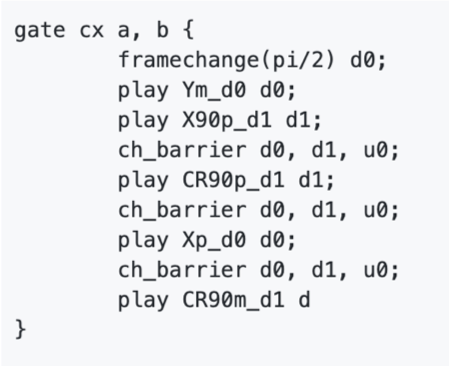 gate cx a, b {
framechange(pi/2) d0;
play Ym_d0 d0;
play X90p_d1 d1;
ch_barrier d0, d1, u0;
play CR90p_d1 d1;
ch_barrier d0, d1, u0;
play Xp_d0 d0;
ch_barrier d0, d1, u0;
play CR90m_d1 d
}